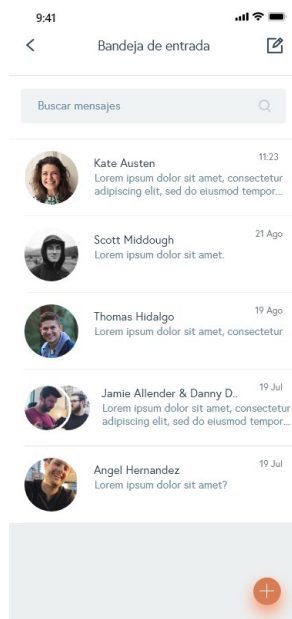 9:41
Bandeja de entrada
Buscar mensajes
Kate Austen
11:23
Lorem ipsum dolor sit amet, consectetur
adipiscing elit, sed do eiusmod tempor...
Scott Middough
21 Ago
Lorem ipsum dolor sit amet.
Thomas Hidalgo
19 Ago
Lorem ipsum dolor sit amet, consectetur
Jamie Allender & Danny D..
19 Jul
Lorem ipsum dolor sit amet, consectetur
adipiscing elit, sed do eiusmod tempor...
Angel Hernandez
19 Jul
Lorem ipsum dolor sit amet?